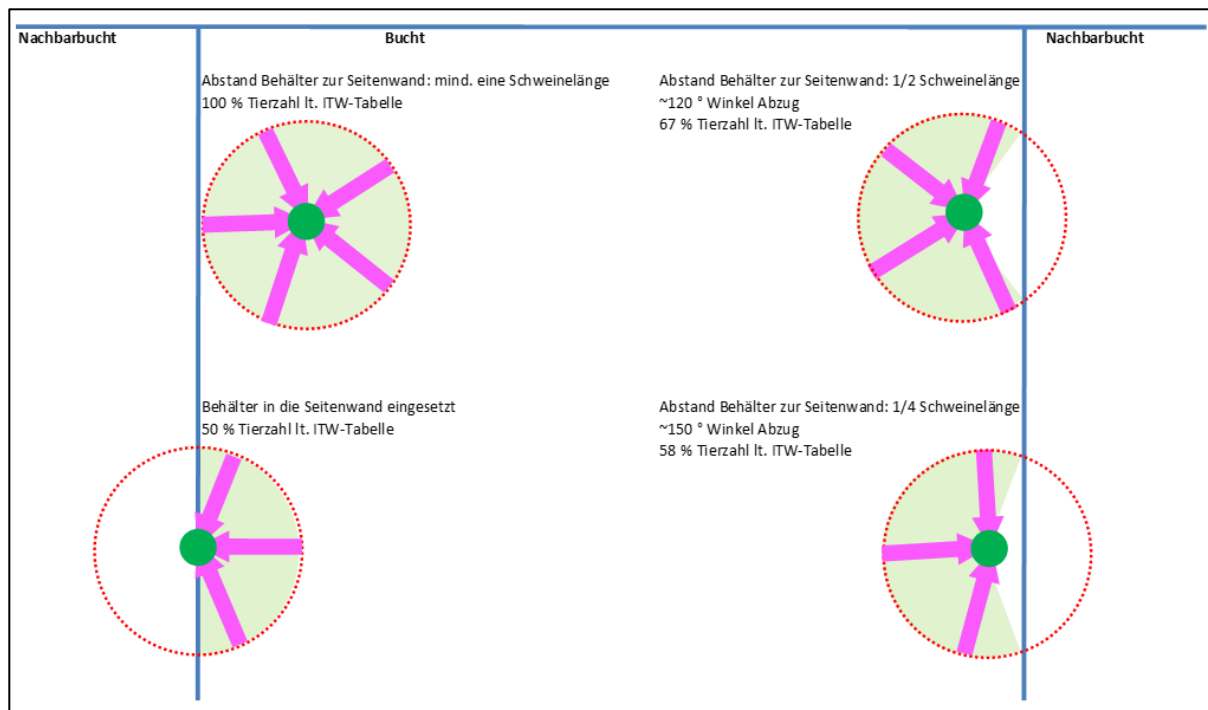 Nachbarbucht
Bucht
Nachbarbucht
Abstand Behälter zur Seitenwand: mind. eine Schweinelänge
100 % Tierzahl lt. ITW-Tabelle
Abstand Behälter zur Seitenwand: 1/2 Schweinelänge
~120 ° Winkel Abzug
67 % Tierzahl lt. ITW-Tabelle
Behälter in die Seitenwand eingesetzt
50 % Tierzahl lt. ITW-Tabelle
Abstand Behälter zur Seitenwand: 1/4 Schweinelänge
~150 ° Winkel Abzug
58 % Tierzahl lt. ITW-Tabelle